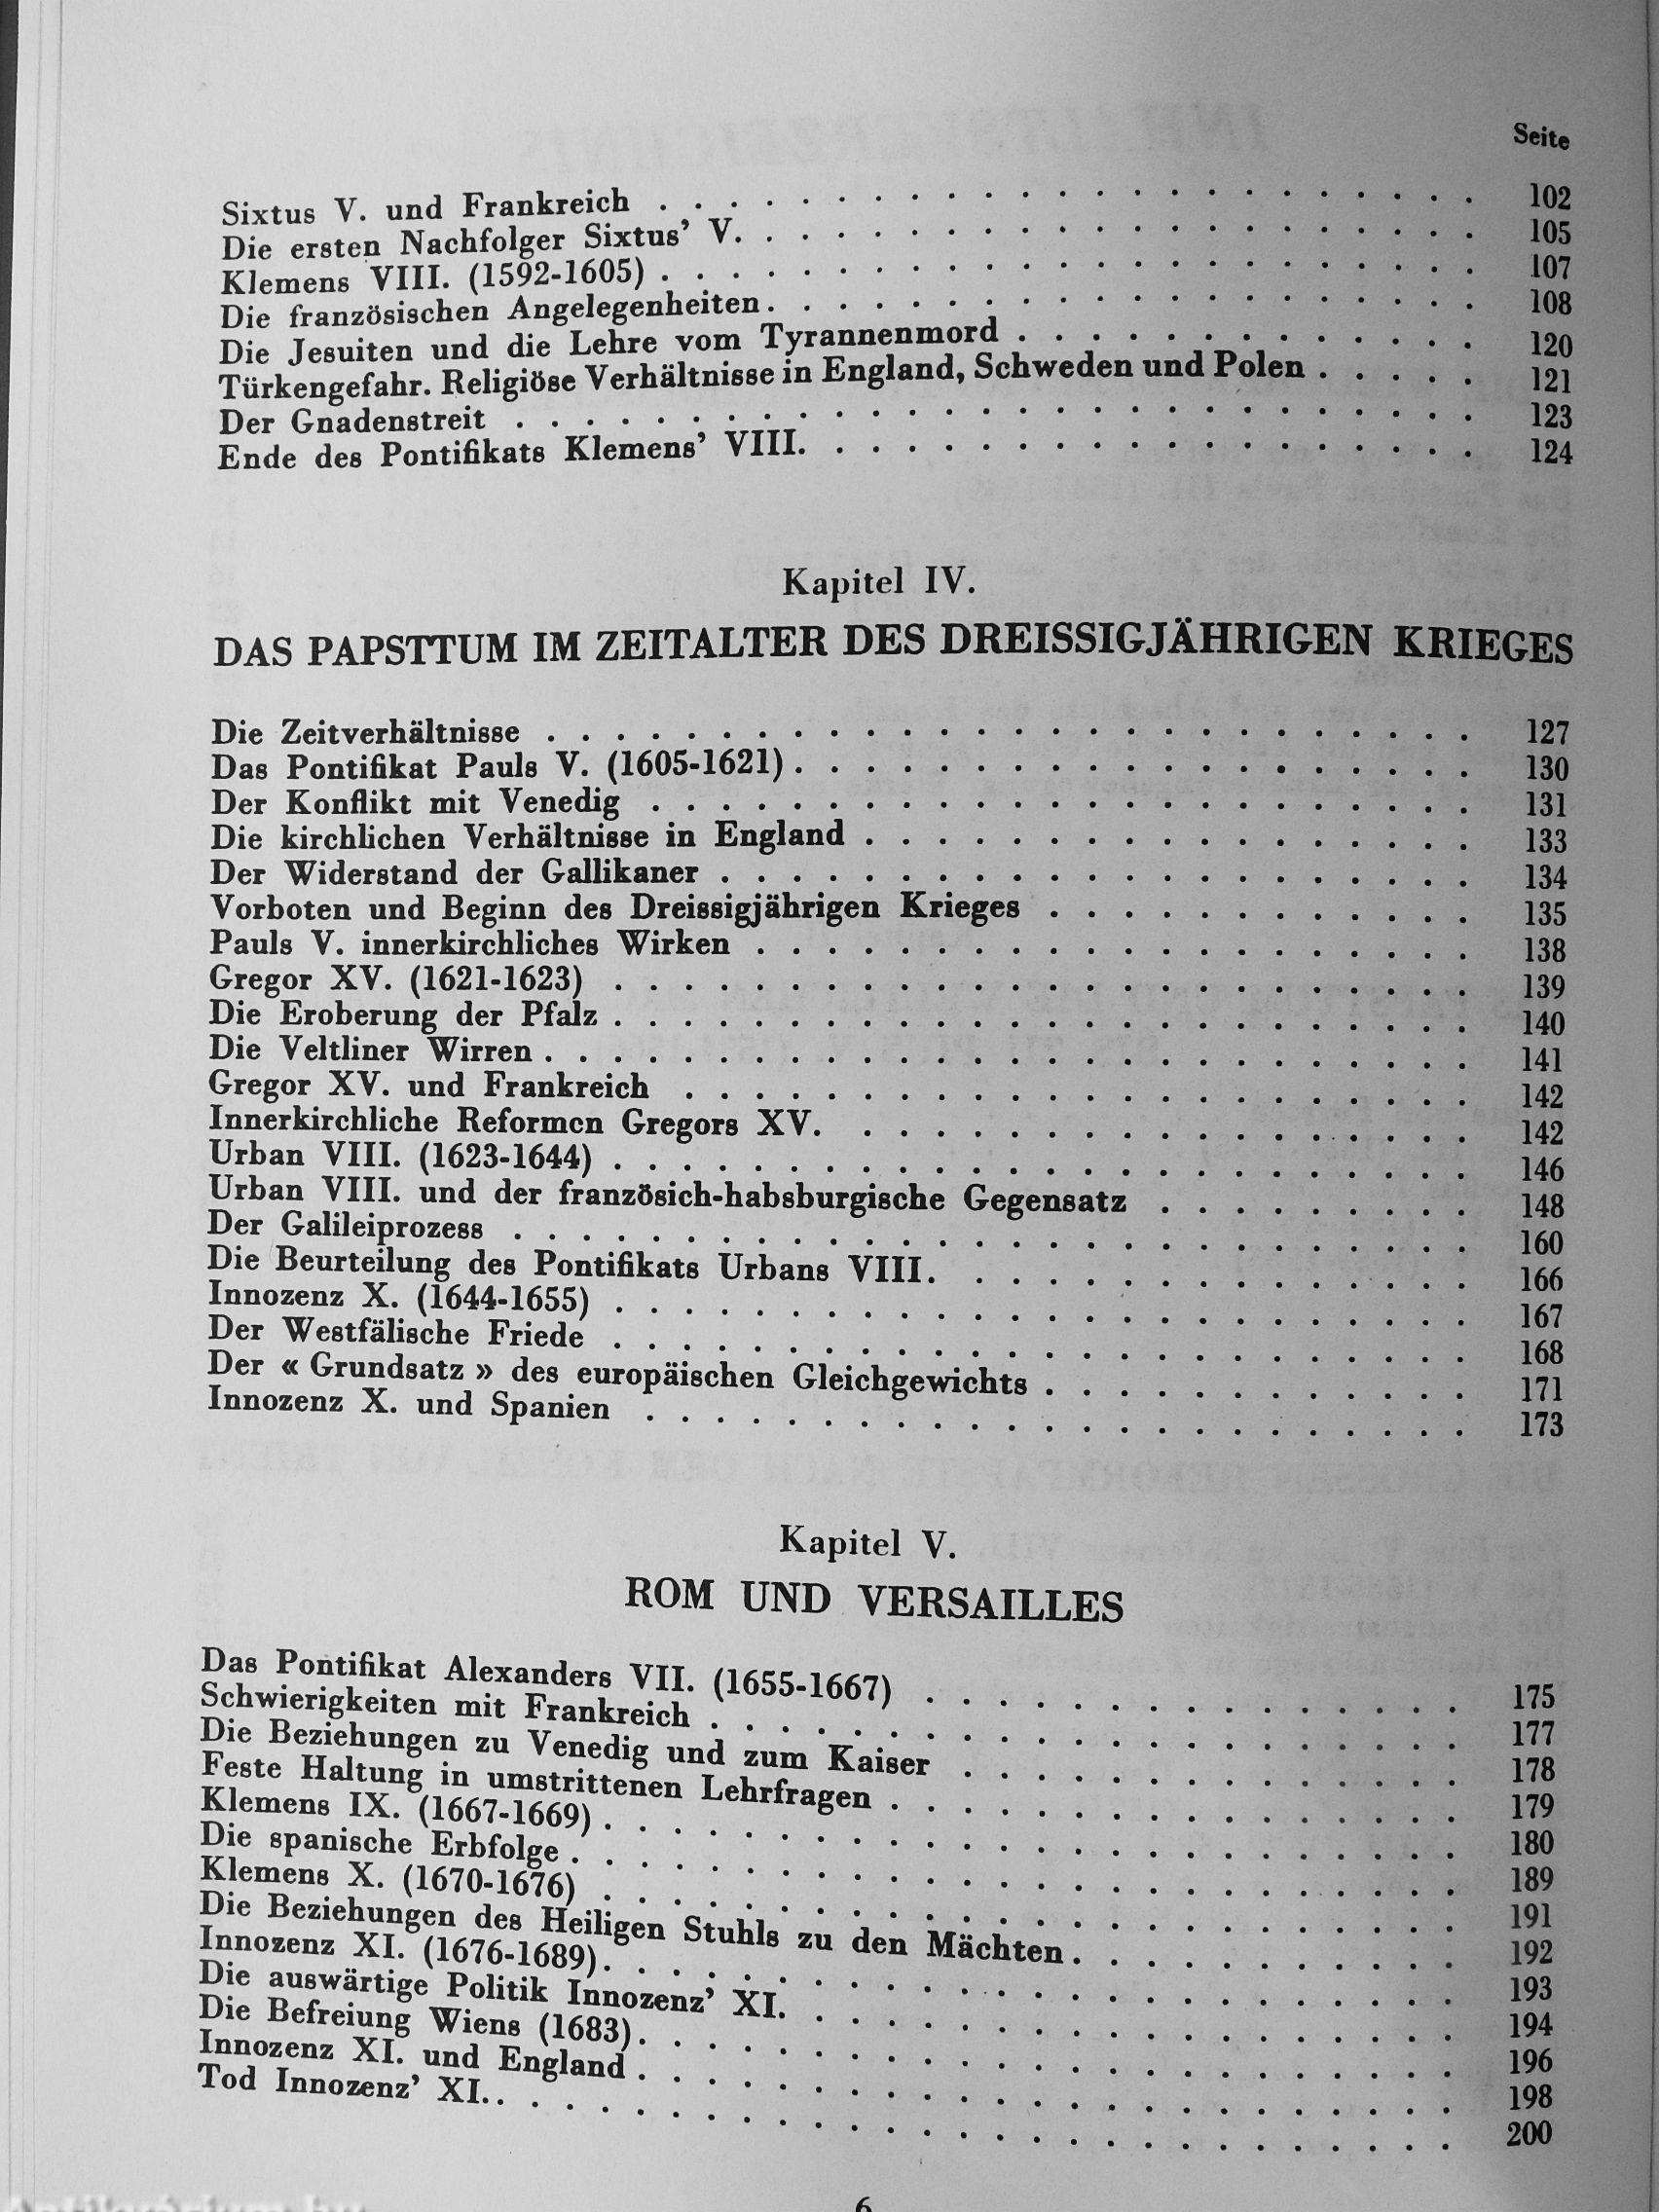 Seite
Sixtus V. und Frankreich . . . . . . . . . . . . . . . . . . . . . . . 102
Die ersten Nachfolger Sixtus’ V. . . . . . . . . . . . . . . . . . . . . 105
Klemens VIII. (1592-1605) . . . . . . . . . . . . . . . . . . . . . . . 107
Die französischen Angelegenheiten. . . . . . . . . . . . . . . . . . . . 108
Die Jesuiten und die Lehre vom Tyrannenmord . . . . . . . . . . . . . 120
Türkengefahr. Religiöse Verhältnisse in England, Schweden und Polen . . . . . 121
Der Gnadenstreit . . . . . . . . . . . . . . . . . . . . . . . . . . . 123
Ende des Pontifikats Klemens’ VIII. . . . . . . . . . . . . . . . . . . . 124
Kapitel IV.
DAS PAPSTTUM IM ZEITALTER DES DREISSIGJÄHRIGEN KRIEGES
Die Zeitverhältnisse . . . . . . . . . . . . . . . . . . . . . . . . . . 127
Das Pontifikat Pauls V. (1605-1621) . . . . . . . . . . . . . . . . . . . 130
Der Konflikt mit Venedig . . . . . . . . . . . . . . . . . . . . . . . 131
Die kirchlichen Verhältnisse in England . . . . . . . . . . . . . . . . . 133
Der Widerstand der Gallikaner . . . . . . . . . . . . . . . . . . . . . 134
Vorboten und Beginn des Dreissigjährigen Krieges . . . . . . . . . . . . 135
Pauls V. innerkirchliches Wirken . . . . . . . . . . . . . . . . . . . . 138
Gregor XV. (1621-1623) . . . . . . . . . . . . . . . . . . . . . . . . 139
Die Eroberung der Pfalz . . . . . . . . . . . . . . . . . . . . . . . . 140
Die Veltliner Wirren . . . . . . . . . . . . . . . . . . . . . . . . . . 141
Gregor XV. und Frankreich . . . . . . . . . . . . . . . . . . . . . . 142
Innerkirchliche Reformen Gregors XV. . . . . . . . . . . . . . . . . . . 142
Urban VIII. (1623-1644) . . . . . . . . . . . . . . . . . . . . . . . . 146
Urban VIII. und der französich-habsburgische Gegensatz . . . . . . . . . 148
Der Galileiprozess . . . . . . . . . . . . . . . . . . . . . . . . . . . 160
Die Beurteilung des Pontifikats Urbans VIII. . . . . . . . . . . . . . . . 166
Innozenz X. (1644-1655) . . . . . . . . . . . . . . . . . . . . . . . . 167
Der Westfälische Friede . . . . . . . . . . . . . . . . . . . . . . . . 168
Der « Grundsatz » des europäischen Gleichgewichts . . . . . . . . . . . . 171
Innozenz X. und Spanien . . . . . . . . . . . . . . . . . . . . . . . 173
Kapitel V.
ROM UND VERSAILLES
Das Pontifikat Alexanders VII. (1655-1667) . . . . . . . . . . . . . . . 175
Schwierigkeiten mit Frankreich . . . . . . . . . . . . . . . . . . . . . 177
Die Beziehungen zu Venedig und zum Kaiser . . . . . . . . . . . . . . 178
Feste Haltung in umstrittenen Lehrfragen . . . . . . . . . . . . . . . . 179
Klemens IX. (1667-1669) . . . . . . . . . . . . . . . . . . . . . . . . 180
Die spanische Erbfolge . . . . . . . . . . . . . . . . . . . . . . . . . 189
Klemens X. (1670-1676) . . . . . . . . . . . . . . . . . . . . . . . . 191
Die Beziehungen des Heiligen Stuhls zu den Mächten . . . . . . . . . . . 192
Innozenz XI. (1676-1689). . . . . . . . . . . . . . . . . . . . . . . . . 193
Die auswärtige Politik Innozenz’ XI. . . . . . . . . . . . . . . . . . . . 194
Die Befreiung Wiens (1683). . . . . . . . . . . . . . . . . . . . . . . . 196
Innozenz XI. und England . . . . . . . . . . . . . . . . . . . . . . . 198
Tod Innozenz’ XI. . . . . . . . . . . . . . . . . . . . . . . . . . . . 200
6